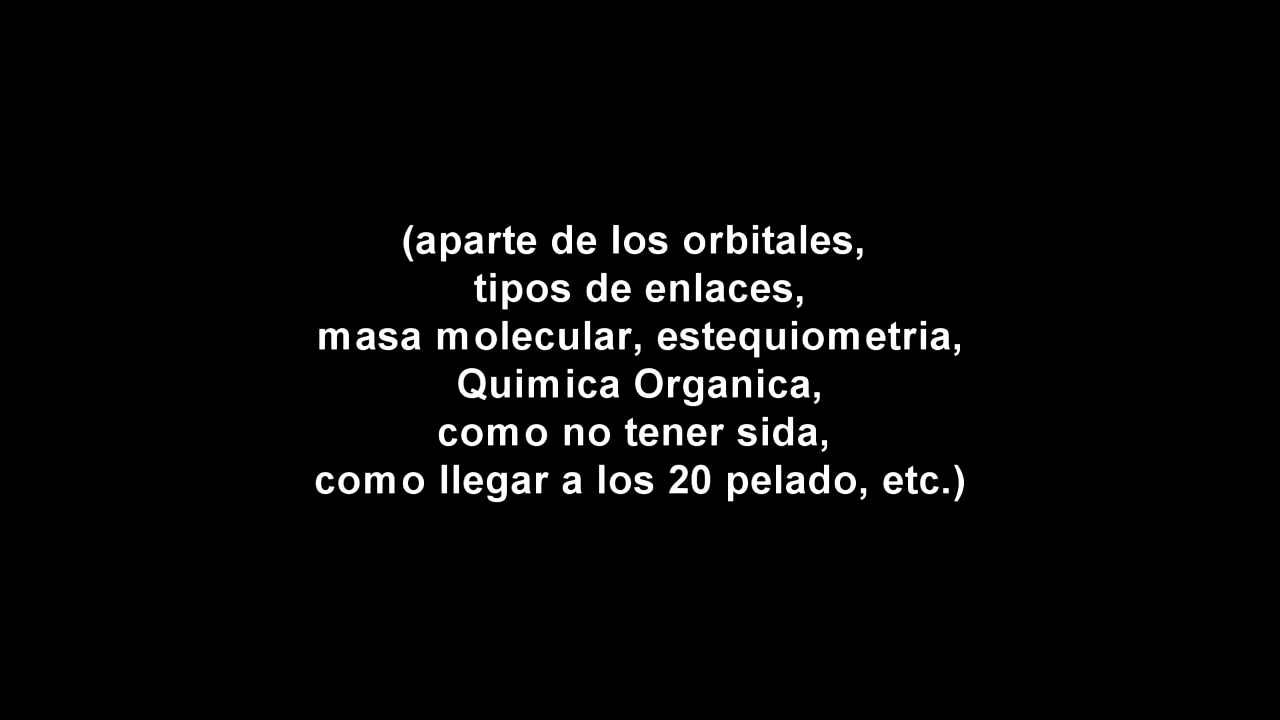 (aparte de los orbitales,
tipos de enlaces,
masa molecular, estequiometria,
Quimica Organica,
como no tener sida,
como llegar a los 20 pelado, etc.)